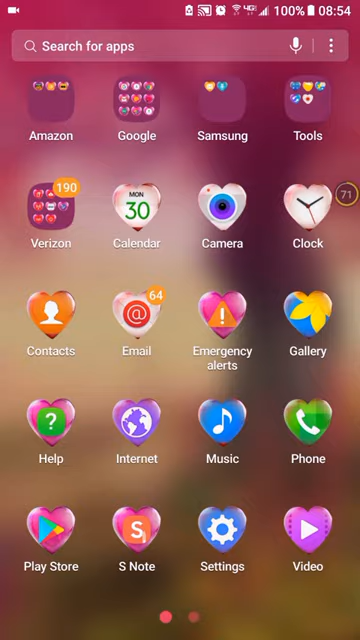 4G 100% 08:54
Search for apps
Amazon Google Samsung Tools
190 MON 30 71
Verizon Calendar Camera Clock
64 @
Contacts Email Emergency alerts Gallery
?
Help Internet Music Phone
S
Play Store S Note Settings Video